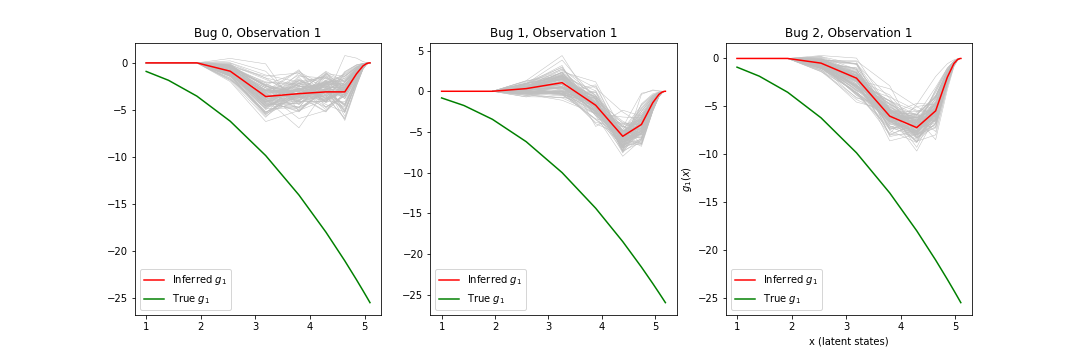 Bug 0, Observation 1
0
−5
−10
−15
−20
−25
1 2 3 4 5
Inferred g₁
True g₁
Bug 1, Observation 1
5
0
−5
−10
−15
−20
−25
1 2 3 4 5
Inferred g₁
True g₁
Bug 2, Observation 1
g₁(x)
0
−5
−10
−15
−20
−25
1 2 3 4 5
x (latent states)
Inferred g₁
True g₁